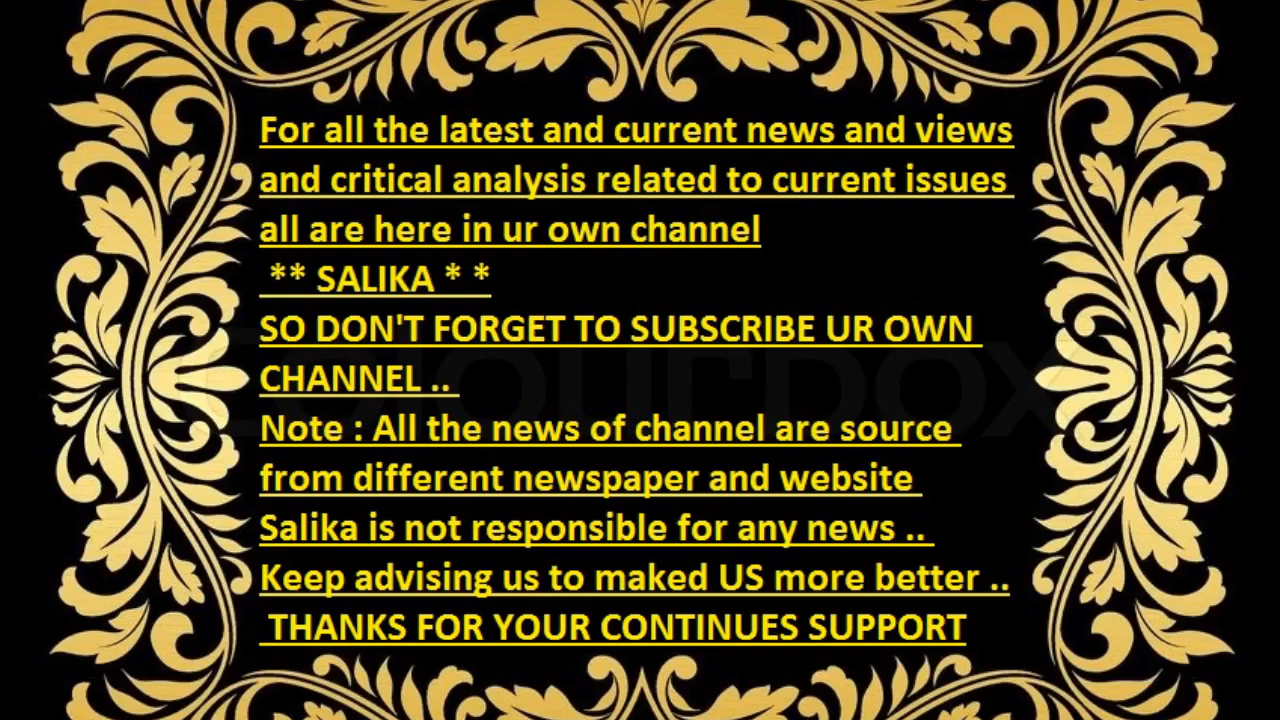 For all the latest and current news and views
and critical analysis related to current issues
all are here in ur own channel
** SALIKA * *
SO DON'T FORGET TO SUBSCRIBE UR OWN
CHANNEL ..
Note : All the news of channel are source
from different newspaper and website
Salika is not responsible for any news ..
Keep advising us to maked US more better ..
THANKS FOR YOUR CONTINUES SUPPORT
colourbox